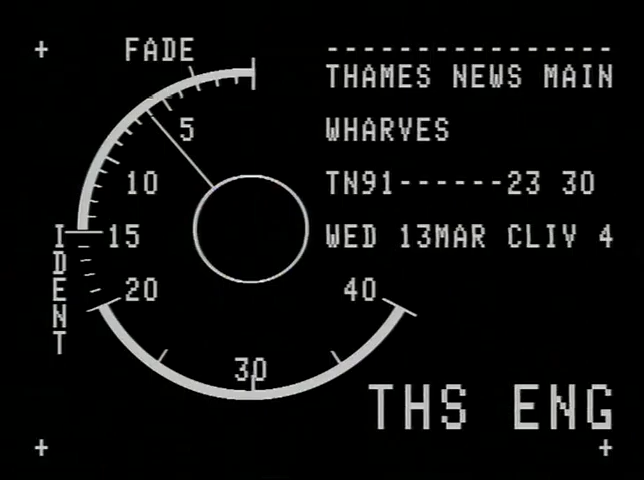 FADE
5
10
15
20
30
40
IDENT
----------------
THAMES NEWS MAIN
WHARVES
TN91------23 30
WED 13MAR CLIV 4
THS ENG